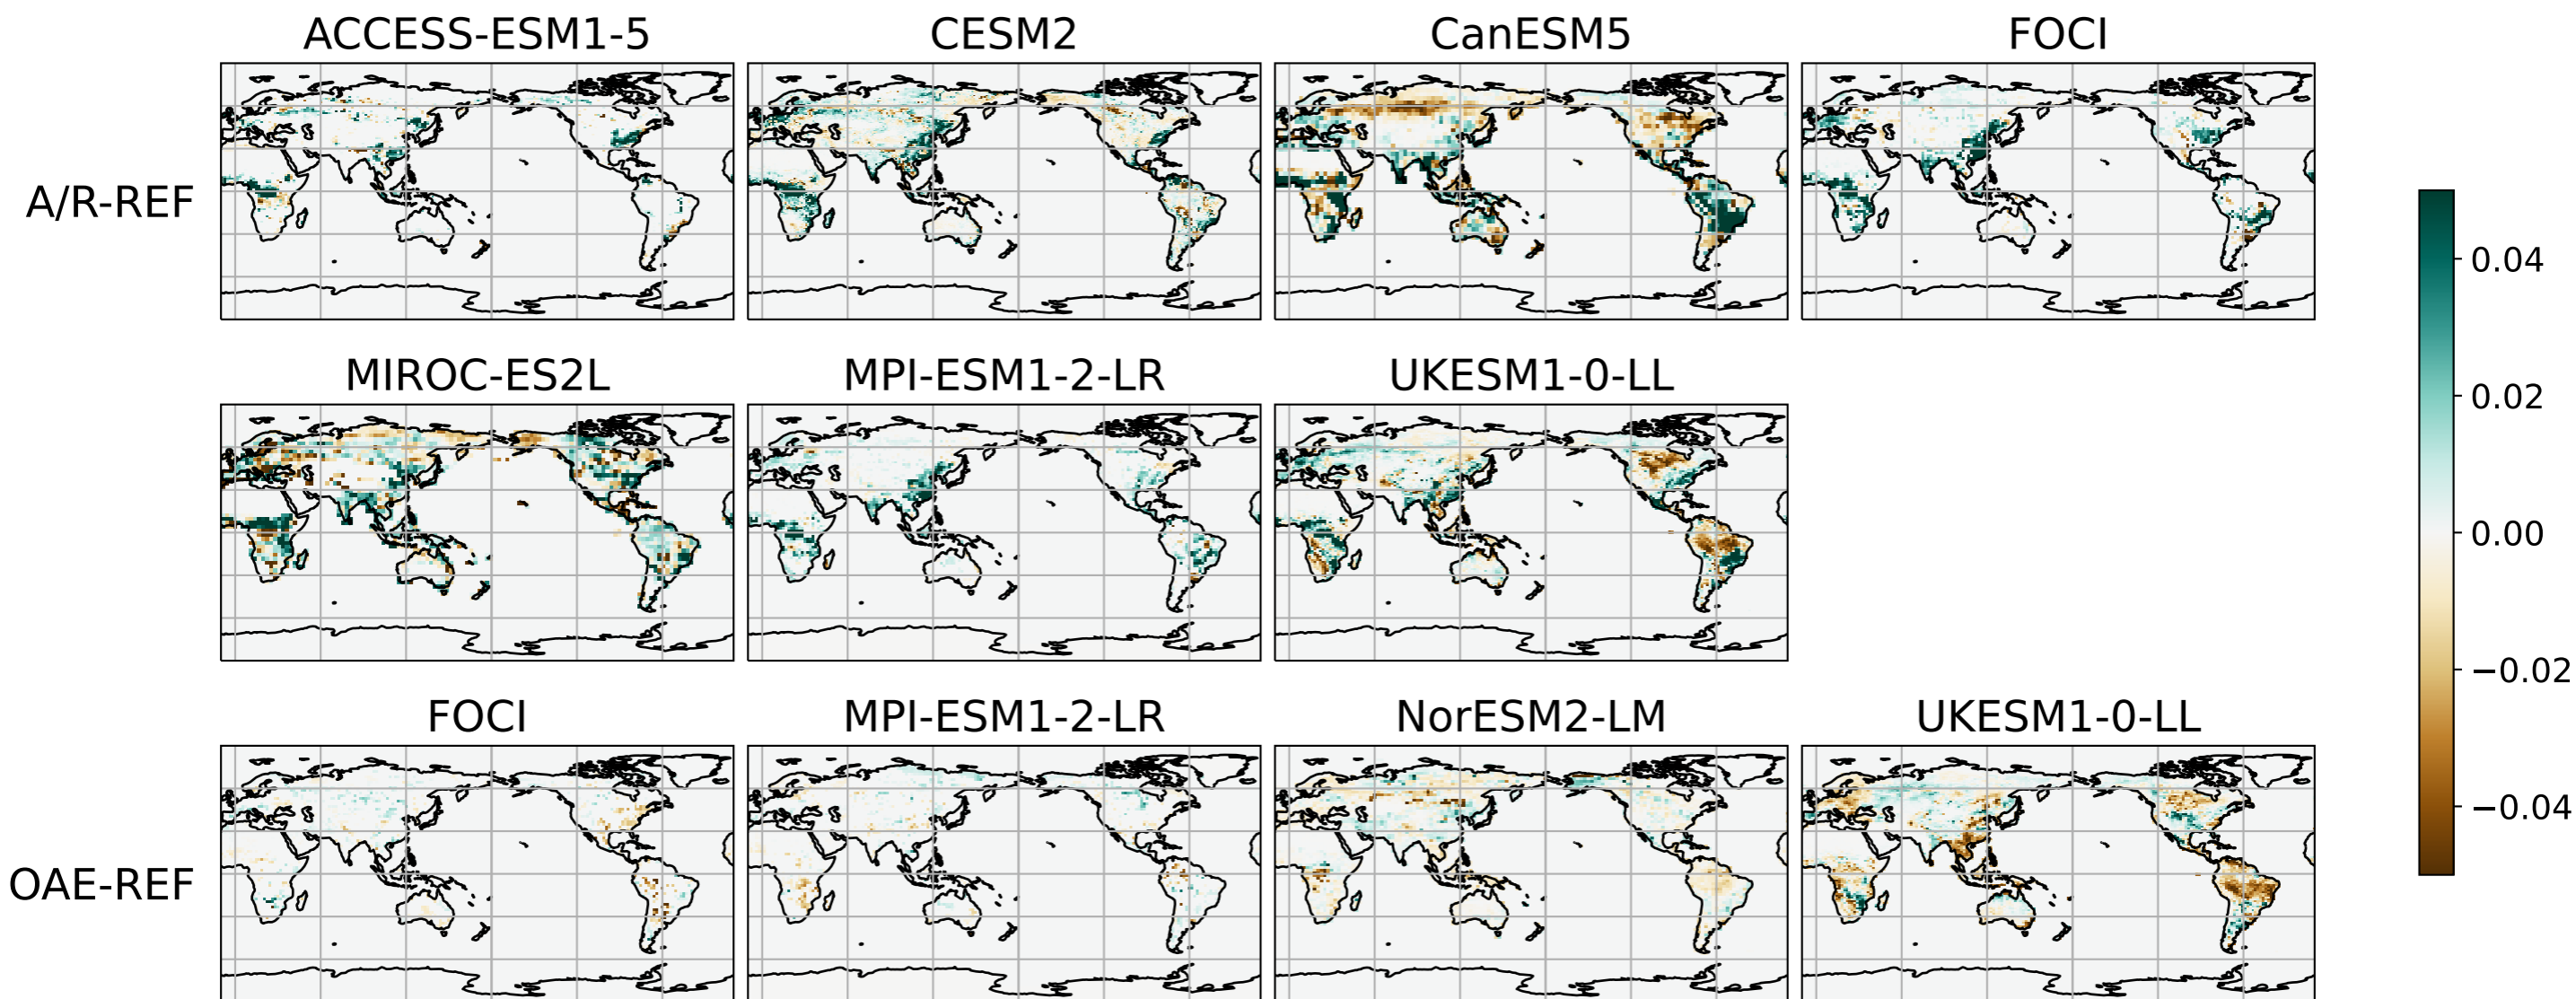 ACCESS-ESM1-5
CESM2
CanESM5
FOCI
A/R-REF
MIROC-ES2L
MPI-ESM1-2-LR
UKESM1-0-LL
FOCI
MPI-ESM1-2-LR
NorESM2-LM
UKESM1-0-LL
OAE-REF
0.04
0.02
0.00
−0.02
−0.04